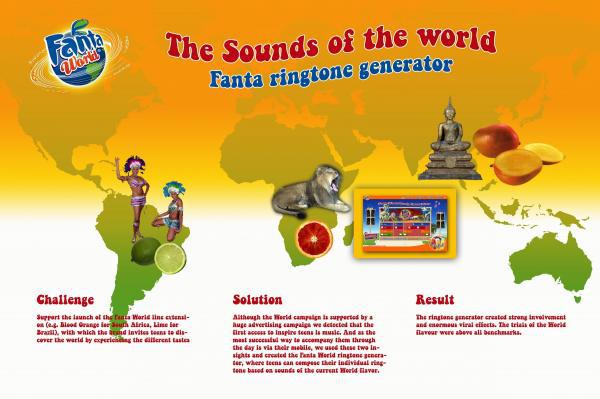 Fanta
World
The Sounds of the world
Fanta ringtone generator
Challenge
Support the launch of the Fanta World line extensi-
on (e.g. Blood Orange for South Africa, Lime for
Brazil), with which the brand invites teens to dis-
cover the world by experiencing the different tastes
Solution
Although the World campaign is supported by a
huge advertising campaign we detected that the
first access to inspire teens is music. And as the
most successful way to accompany them through
the day is via their mobile, we used these two in-
sights and created the Fanta World ringtone genera-
tor, where teens can compose their individual ring-
tone based on sounds of the current World flavor.
Result
The ringtone generator created strong involvement
and enormous viral effects. The trials of the World
flavour were above all benchmarks.